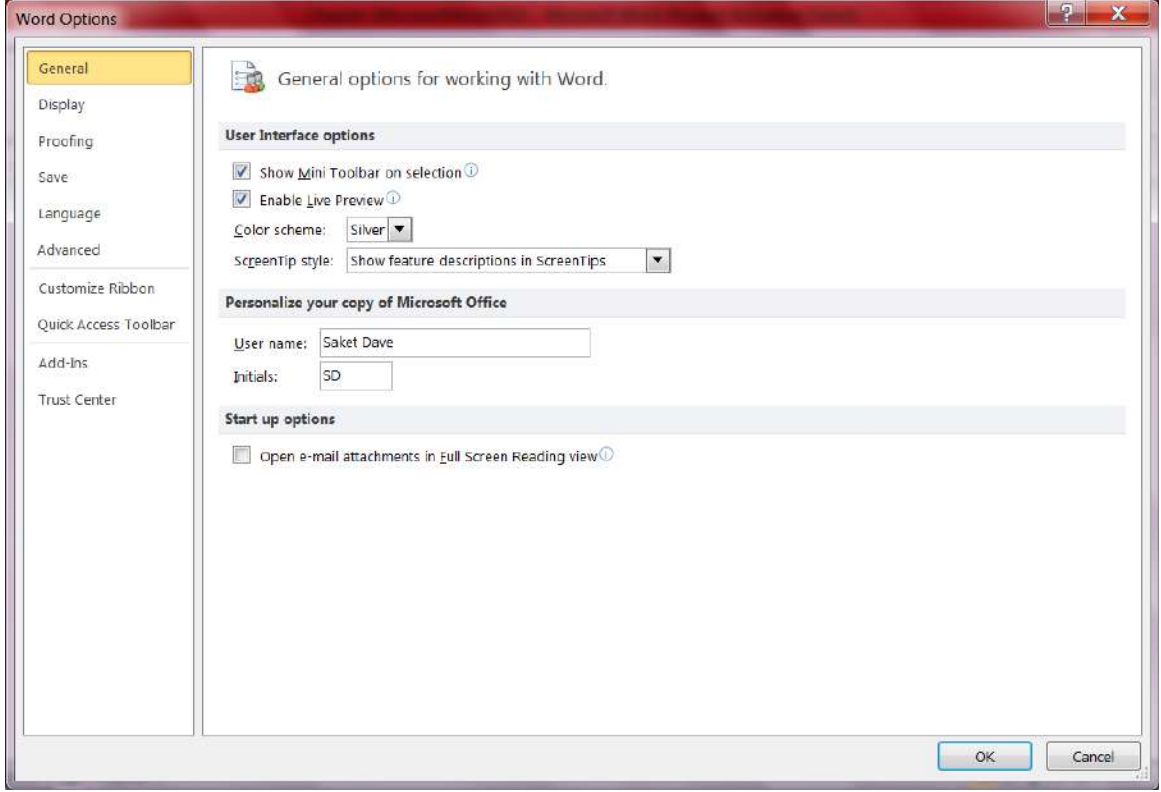 Word Options
General
Display
Proofing
Save
Language
Advanced
Customize Ribbon
Quick Access Toolbar
Add-Ins
Trust Center
General options for working with Word.
User Interface options
Show Mini Toolbar on selection
Enable Live Preview
Color scheme: Silver
ScreenTip style: Show feature descriptions in ScreenTips
Personalize your copy of Microsoft Office
User name: Saket Dave
Initials: SD
Start up options
Open e-mail attachments in Full Screen Reading view
OK Cancel